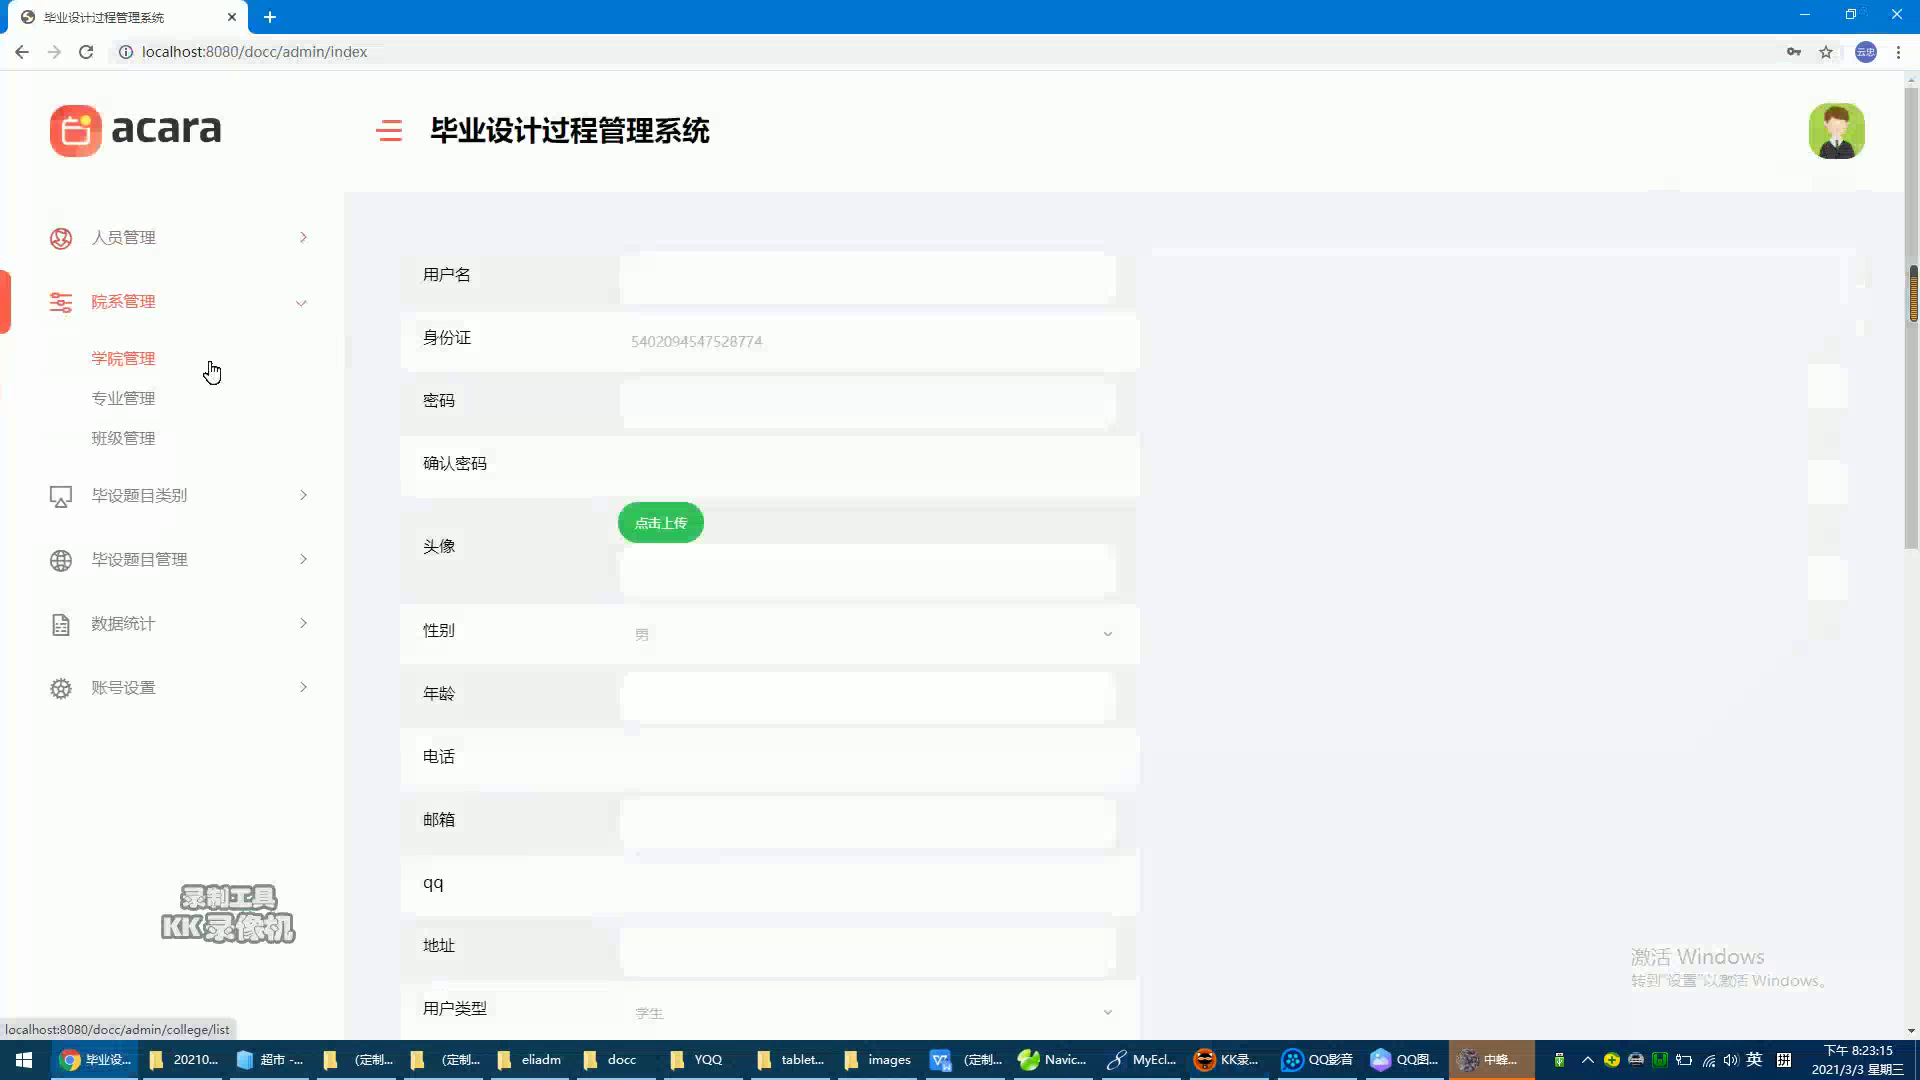 毕业设计过程管理系统
localhost:8080/docc/admin/index
云忠
acara
毕业设计过程管理系统
人员管理
院系管理
学院管理
专业管理
班级管理
毕设题目类别
毕设题目管理
数据统计
账号设置
用户名
身份证
5402094547528774
密码
确认密码
点击上传
头像
性别
男
年龄
电话
邮箱
qq
地址
用户类型
学生
录制工具
KK录像机
激活 Windows
转到"设置"以激活 Windows。
localhost:8080/docc/admin/college/list
毕业设...
20210...
超市 -...
(定制...
(定制...
eliadm
docc
YQQ
tablet...
images
(定制...
Navic...
MyEcl...
KK录...
QQ影音
QQ图...
中蜂...
英
拼
下午 8:23:15
2021/3/3 星期三